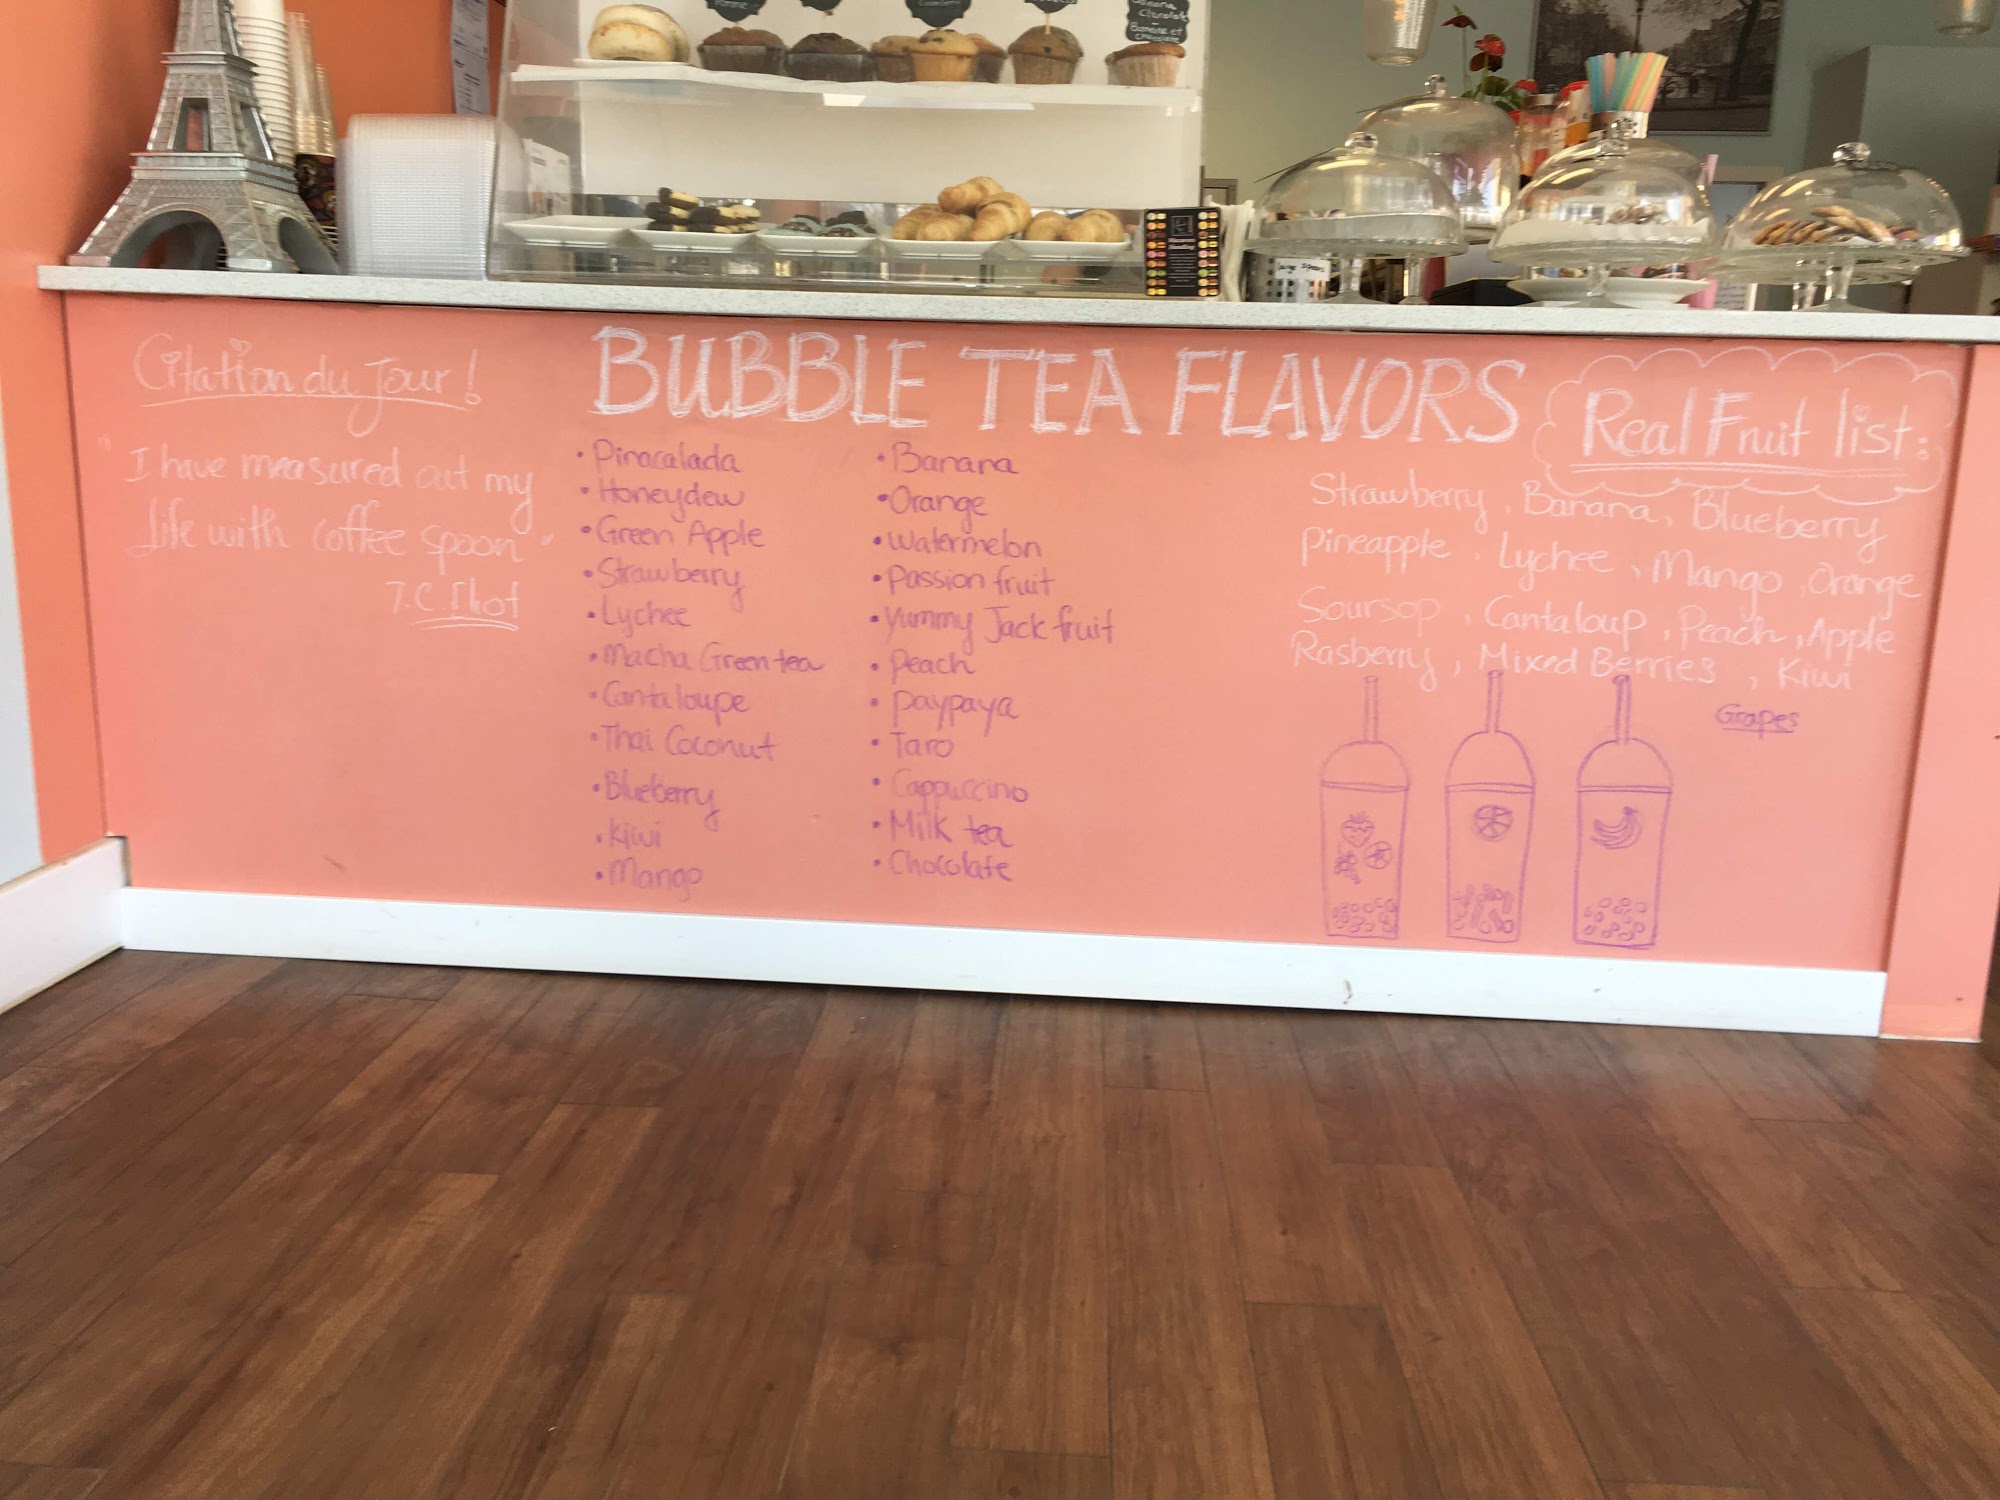 Citation du Jour!
"I have measured out my
life with coffee spoon"
T.C. Eliot
BUBBLE TEA FLAVORS
• Pinacalada
• Honeydew
• Green Apple
• Strawberry
• Lychee
• Macha Green tea
• Cantaloupe
• Thai Coconut
• Blueberry
• Kiwi
• Mango
• Banana
• Orange
• Watermelon
• Passion fruit
• Yummy Jack fruit
• Peach
• Paypaya
• Taro
• Cappuccino
• Milk tea
• Chocolate
Real Fruit list:
Strawberry, Banana, Blueberry
Pineapple, Lychee, Mango, Orange
Soursop, Cantaloup, Peach, Apple
Rasberry, Mixed Berries, Kiwi
Grapes